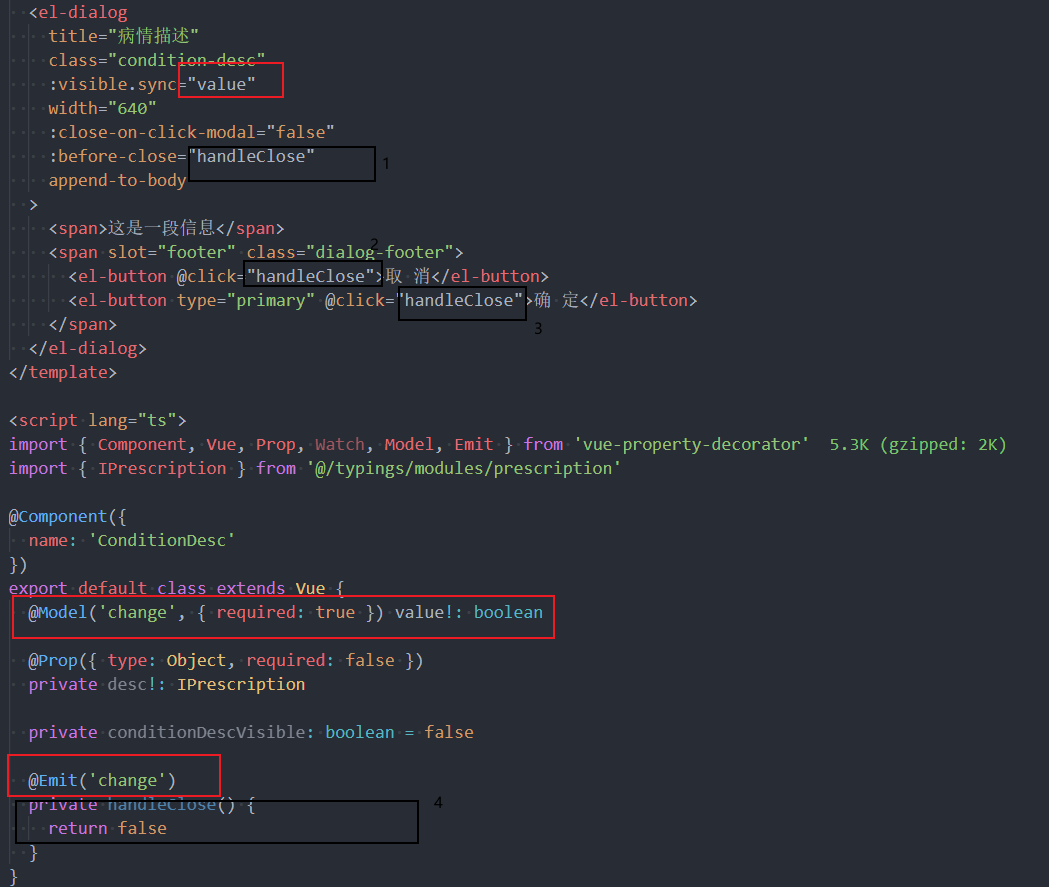 <el-dialog
title="病情描述"
class="condition-desc"
:visible.sync="value"
width="640"
:close-on-click-modal="false"
:before-close="handleClose" 1
append-to-body
>
<span>这是一段信息</span>
2
<span slot="footer" class="dialog-footer">
<el-button @click="handleClose">取 消</el-button>
<el-button type="primary" @click="handleClose">确 定</el-button>
</span> 3
</el-dialog>
</template>
<script lang="ts">
import { Component, Vue, Prop, Watch, Model, Emit } from 'vue-property-decorator' 5.3K (gzipped: 2K)
import { IPrescription } from '@/typings/modules/prescription'
@Component({
name: 'ConditionDesc'
})
export default class extends Vue {
@Model('change', { required: true }) value!: boolean
@Prop({ type: Object, required: false })
private desc!: IPrescription
private conditionDescVisible: boolean = false
@Emit('change')
private handleClose() { 4
return false
}
}